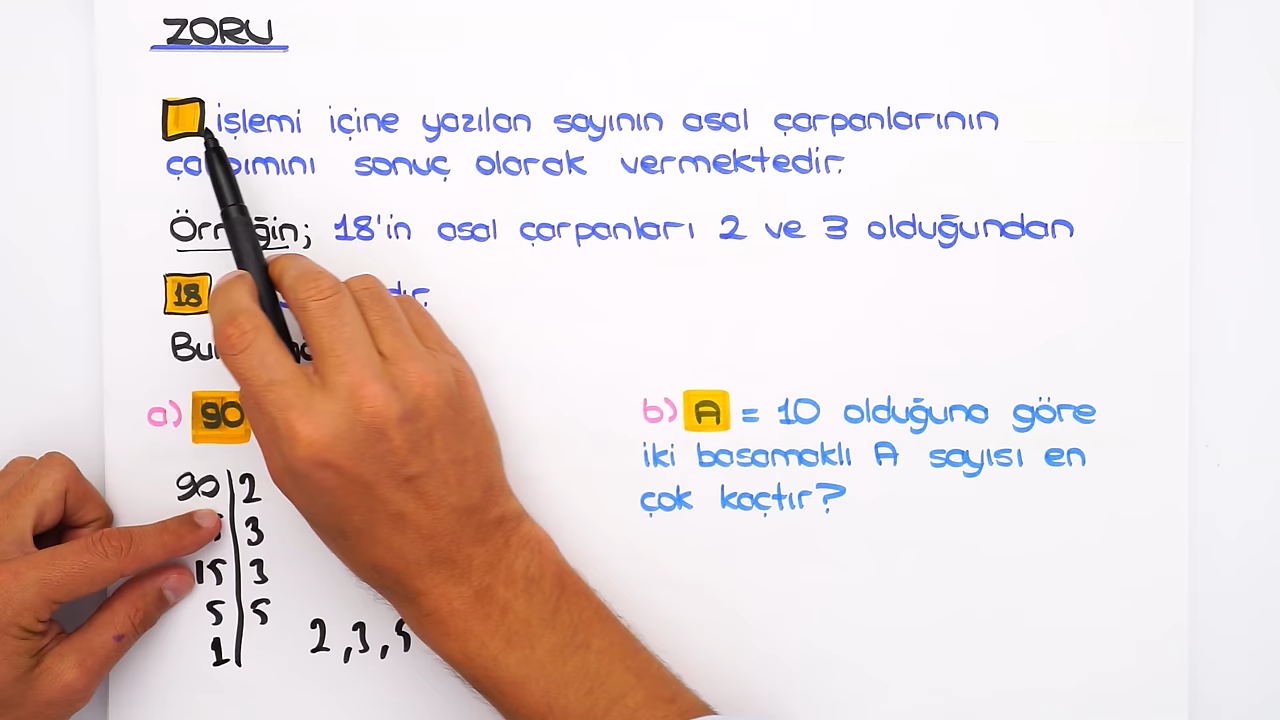 ZORU
işlemi içine yazılan sayının asal çarpanlarının
sonuç olarak vermektedir.
18'in asal çarpanları 2 ve 3 olduğundan
18
a) 90
b) A = 10 olduğuna göre
iki basamaklı A sayısı en
çok kaçtır?
90 2
3
15 3
5 5
1
2, 3, 5